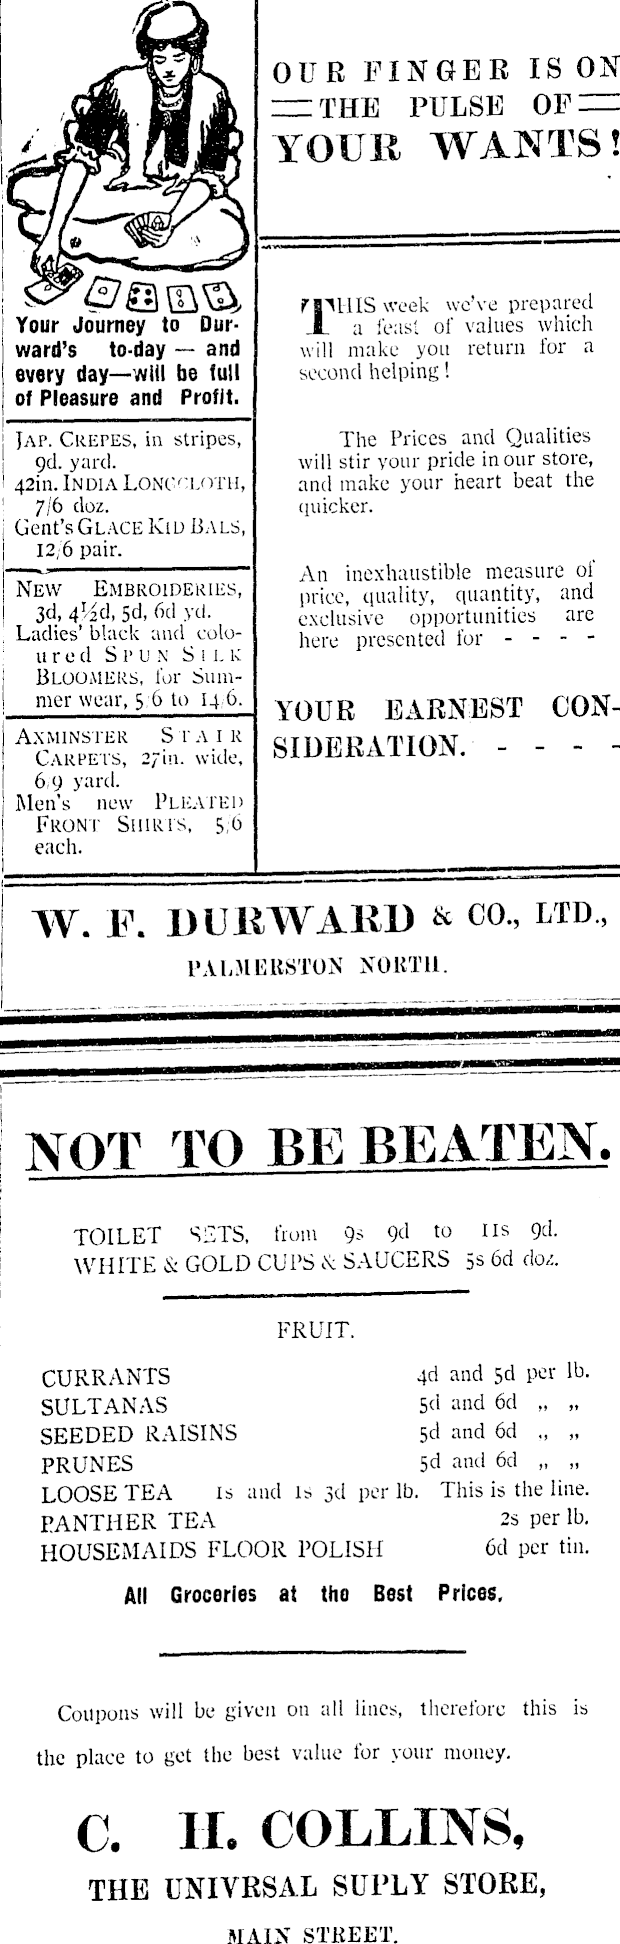 OUR FINGER IS ON
THE PULSE OF
YOUR WANTS!
Your Journey to Dur-
ward's to-day — and
every day—will be full
of Pleasure and Profit.
JAP. CREPES, in stripes,
9d. yard.
42in. INDIA LONGCLOTH,
7/6 doz.
Gent's GLACE KID BALS,
12/6 pair.
NEW EMBROIDERIES,
3d, 4½d, 5d, 6d yd.
Ladies' black and colo-
ured SPUN SILK
BLOOMERS, for Sum-
mer wear, 5/6 to 14/6.
AXMINSTER STAIR
CARPETS, 27in. wide,
6/9 yard.
Men's new PLEATED
FRONT SHIRTS, 5/6
each.
THIS week we've prepared
a feast of values which
will make you return for a
second helping!
The Prices and Qualities
will stir your pride in our store,
and make your heart beat the
quicker.
An inexhaustible measure of
price, quality, quantity, and
exclusive opportunities are
here presented for - - - -
YOUR EARNEST CON-
SIDERATION. - - - -
W. F. DURWARD & CO., LTD.,
PALMERSTON NORTH.
NOT TO BE BEATEN.
TOILET SETS, from 9s 9d to 11s 9d.
WHITE & GOLD CUPS & SAUCERS 5s 6d doz.
FRUIT.
CURRANTS 4d and 5d per lb.
SULTANAS 5d and 6d „ „
SEEDED RAISINS 5d and 6d „ „
PRUNES 5d and 6d „ „
LOOSE TEA 1s and 1s 3d per lb. This is the line.
PANTHER TEA 2s per lb.
HOUSEMAIDS FLOOR POLISH 6d per tin.
All Groceries at the Best Prices.
Coupons will be given on all lines, therefore this is
the place to get the best value for your money.
C. H. COLLINS,
THE UNIVRSAL SUPLY STORE,
MAIN STREET.